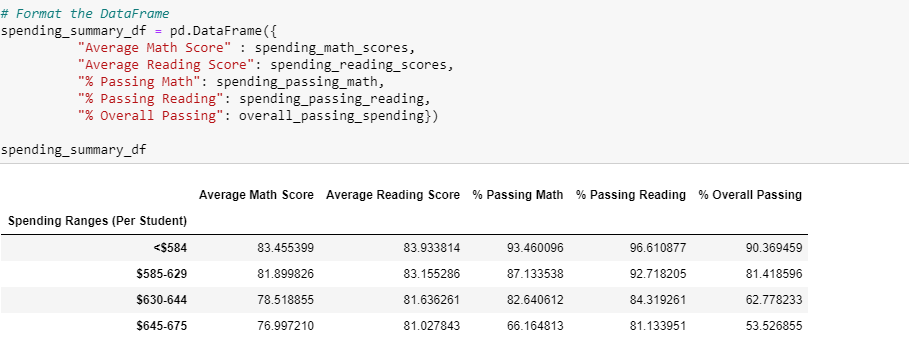 # Format the DataFrame
spending_summary_df = pd.DataFrame({
"Average Math Score" : spending_math_scores,
"Average Reading Score": spending_reading_scores,
"% Passing Math": spending_passing_math,
"% Passing Reading": spending_passing_reading,
"% Overall Passing": overall_passing_spending})
spending_summary_df
Average Math Score Average Reading Score % Passing Math % Passing Reading % Overall Passing
Spending Ranges (Per Student)
<$584 83.455399 83.933814 93.460096 96.610877 90.369459
$585-629 81.899826 83.155286 87.133538 92.718205 81.418596
$630-644 78.518855 81.636261 82.640612 84.319261 62.778233
$645-675 76.997210 81.027843 66.164813 81.133951 53.526855